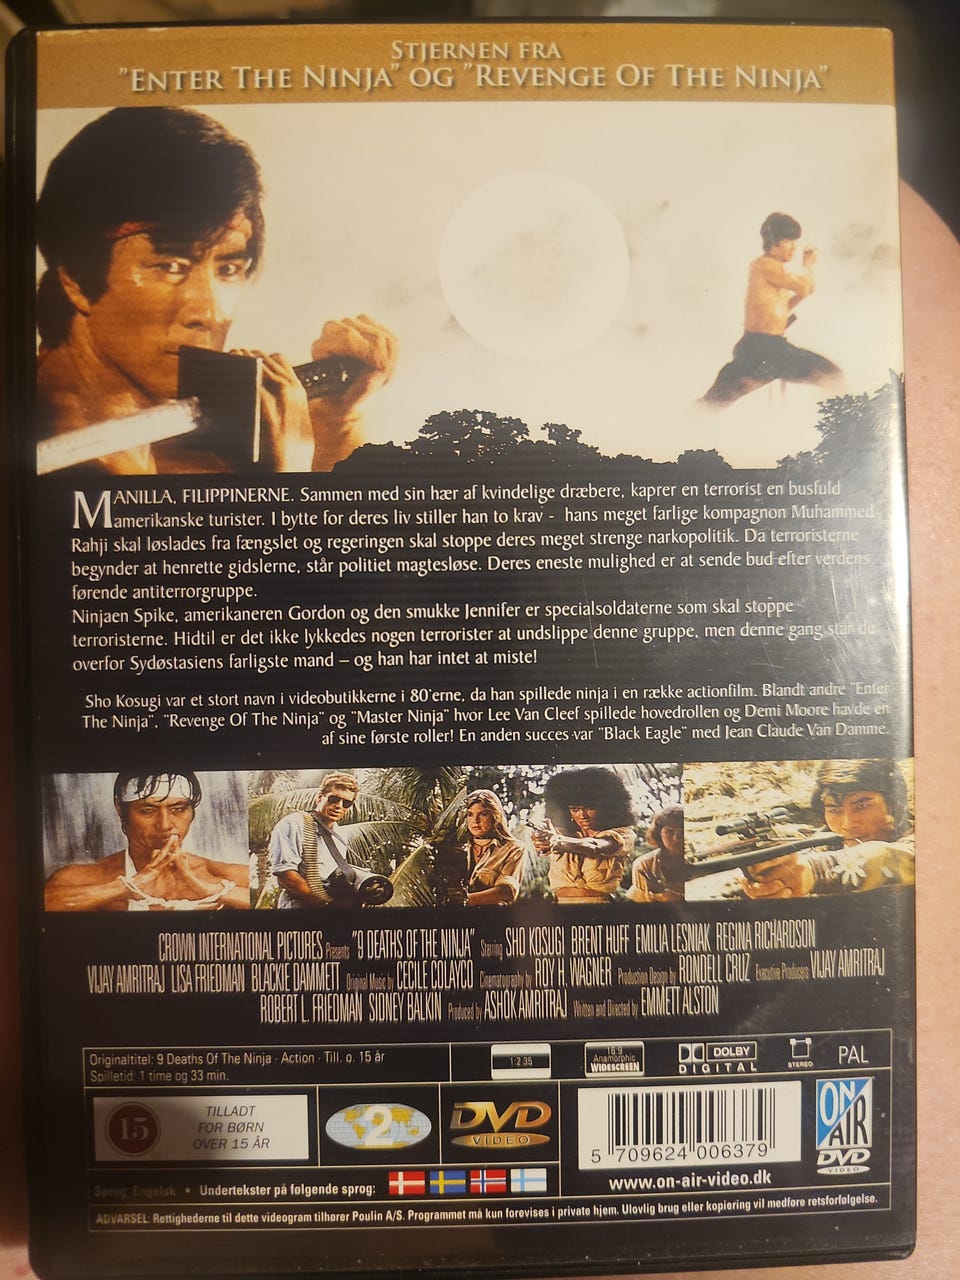 STJERNEN FRA
"ENTER THE NINJA" OG "REVENGE OF THE NINJA"
MANILLA, FILIPPINERNE. Sammen med sin hær af kvindelige dræbere, kaprer en terrorist en busfuld
amerikanske turister. I bytte for deres liv stiller han to krav - hans meget farlige kompagnon Muhammed
Rahji skal løslades fra fængslet og regeringen skal stoppe deres meget strenge narkopolitik. Da terroristerne
begynder at henrette gidslerne, står politiet magtesløse. Deres eneste mulighed er at sende bud efter verdens
førende antiterrorgruppe.
Ninjaen Spike, amerikaneren Gordon og den smukke Jennifer er specialsoldaterne som skal stoppe
terroristerne. Hidtil er det ikke lykkedes nogen terrorister at undslippe denne gruppe, men denne gang står de
overfor Sydøstasiens farligste mand – og han har intet at miste!
Sho Kosugi var et stort navn i videobutikkerne i 80'erne, da han spillede ninja i en række actionfilm. Blandt andre "Enter
The Ninja", "Revenge Of The Ninja" og "Master Ninja" hvor Lee Van Cleef spillede hovedrollen og Demi Moore havde en
af sine første roller! En anden succes var "Black Eagle" med Jean Claude Van Damme.
CROWN INTERNATIONAL PICTURES Presents "9 DEATHS OF THE NINJA" Starring SHO KOSUGI BRENT HUFF EMILIA LESNIAK REGINA RICHARDSON
VIJAY AMRITRAJ LISA FRIEDMAN BLACKIE DAMMETT Original Music by CECILE COLAYCO Cinematography by ROY H. WAGNER Production Design by RONDELL CRUZ Executive Producers VIJAY AMRITRAJ
ROBERT L. FRIEDMAN SIDNEY BALKIN Produced by ASHOK AMRITRAJ Written and Directed by EMMETT ALSTON
Originaltitel: 9 Deaths Of The Ninja · Action · Till. o. 15 år
Spilletid: 1 time og 33 min.
1:2.35
16:9
Anamorphic
WIDESCREEN
DOLBY
DIGITAL
STEREO
PAL
15
TILLADT
FOR BØRN
OVER 15 ÅR
2
DVD
VIDEO
5 709624 006379
www.on-air-video.dk
ON
AIR
DVD
VIDEO
Sprog: Engelsk • Undertekster på følgende sprog:
ADVARSEL: Rettighederne til dette videogram tilhører Poulin A/S. Programmet må kun forevises i private hjem. Ulovlig brug eller kopiering vil medføre retsforfølgelse.